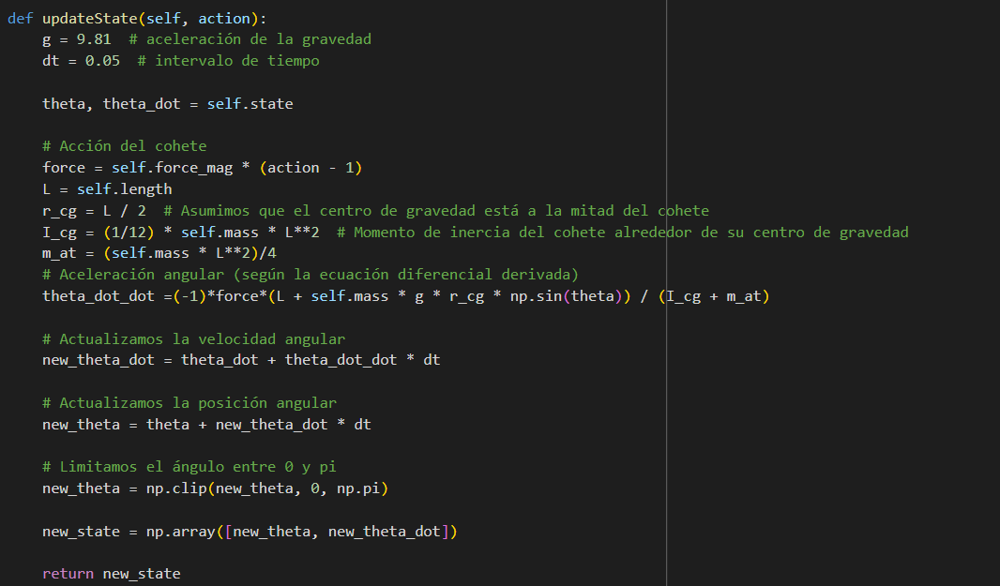 def updateState(self, action):
    g = 9.81  # aceleración de la gravedad
    dt = 0.05  # intervalo de tiempo

    theta, theta_dot = self.state

    # Acción del cohete
    force = self.force_mag * (action - 1)
    L = self.length
    r_cg = L / 2  # Asumimos que el centro de gravedad está a la mitad del cohete
    I_cg = (1/12) * self.mass * L**2  # Momento de inercia del cohete alrededor de su centro de gravedad
    m_at = (self.mass * L**2)/4
    # Aceleración angular (según la ecuación diferencial derivada)
    theta_dot_dot =(-1)*force*(L + self.mass * g * r_cg * np.sin(theta)) / (I_cg + m_at)

    # Actualizamos la velocidad angular
    new_theta_dot = theta_dot + theta_dot_dot * dt

    # Actualizamos la posición angular
    new_theta = theta + new_theta_dot * dt

    # Limitamos el ángulo entre 0 y pi
    new_theta = np.clip(new_theta, 0, np.pi)

    new_state = np.array([new_theta, new_theta_dot])

    return new_state